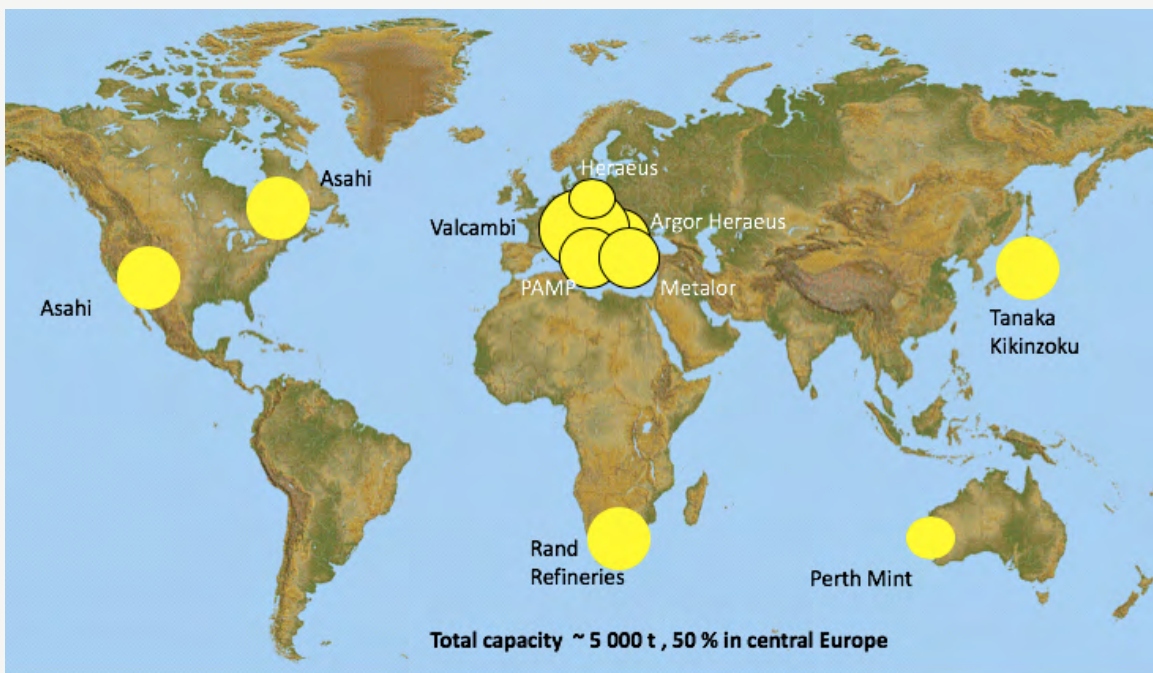 Heraeus
Asahi
Valcambi
Argor Heraeus
PAMP
Metalor
Asahi
Tanaka
Kikinzoku
Rand
Refineries
Perth Mint
Total capacity ~ 5 000 t , 50 % in central Europe